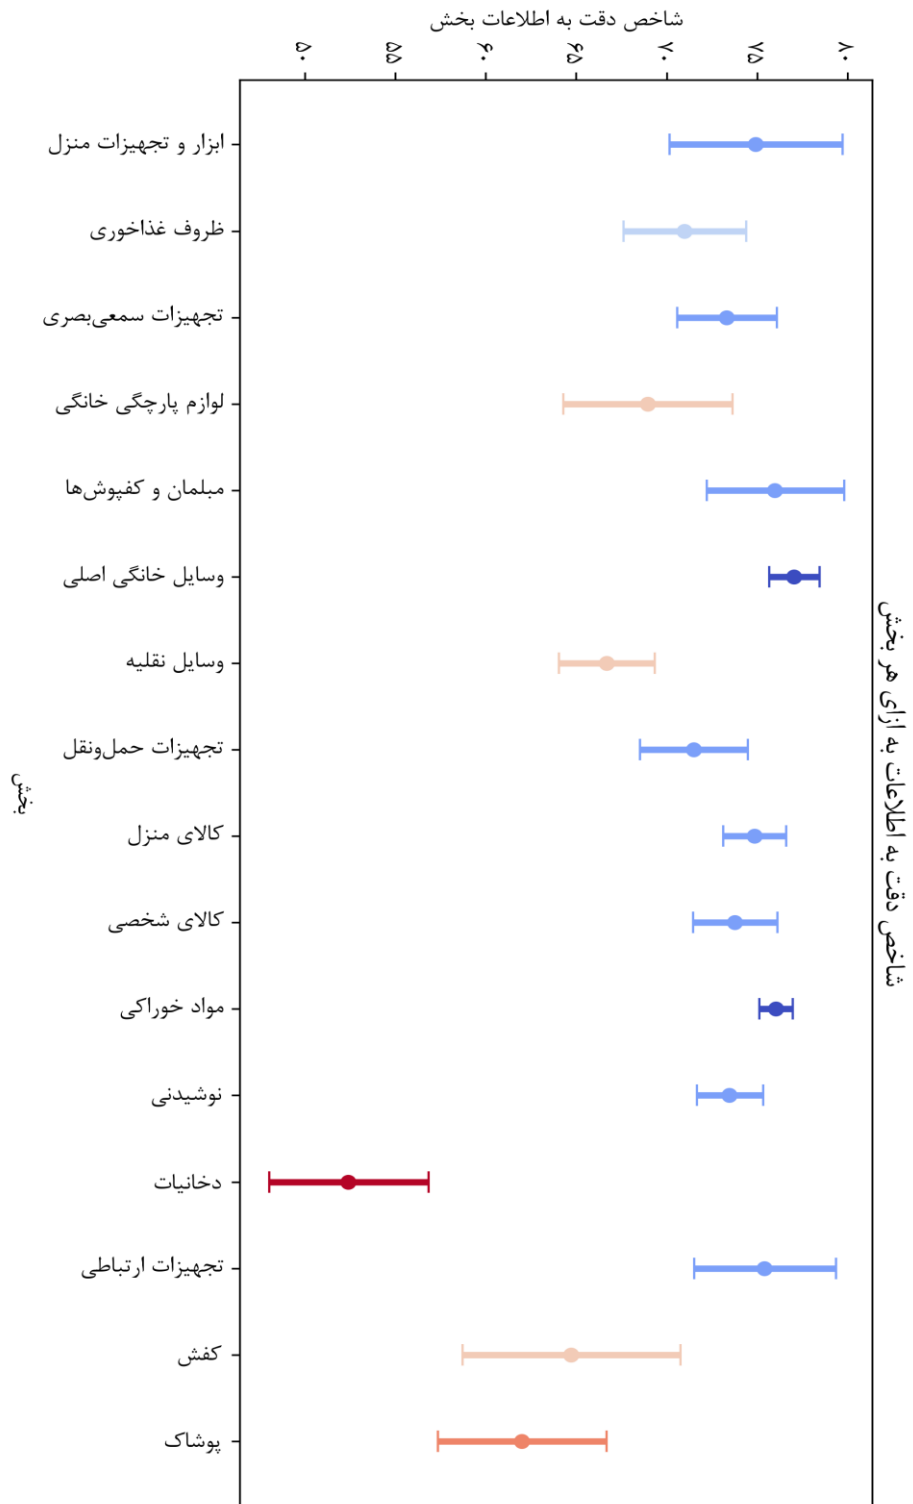 شاخص دقت به اطلاعات بخش
۵۰
۵۵
۶۰
۶۵
۷۰
۷۵
۸۰
ابزار و تجهیزات منزل
ظروف غذاخوری
تجهیزات سمعی‌بصری
لوازم پارچگی خانگی
مبلمان و کفپوش‌ها
وسایل خانگی اصلی
وسایل نقلیه
تجهیزات حمل‌ونقل
کالای منزل
کالای شخصی
مواد خوراکی
نوشیدنی
دخانیات
تجهیزات ارتباطی
کفش
پوشاک
بخش
شاخص دقت به اطلاعات به ازای هر بخش